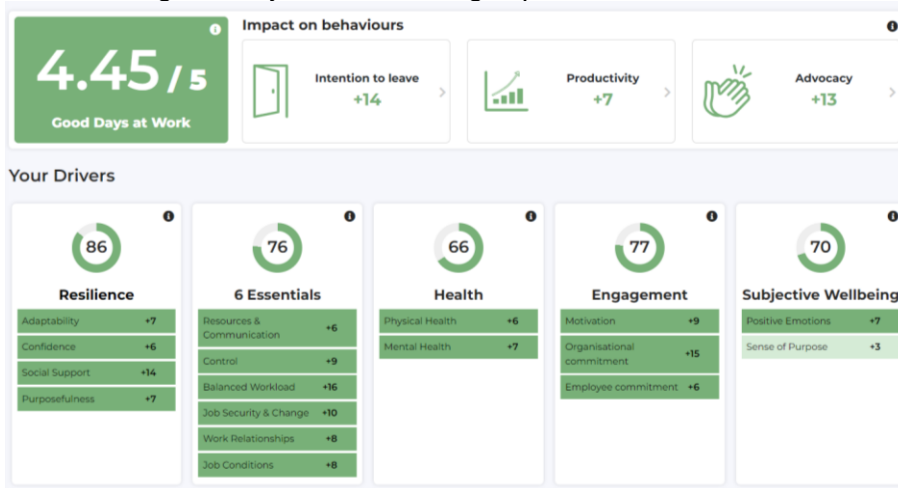 Impact on behaviours
4.45/5
Good Days at Work
Intention to leave
+14
Productivity
+7
Advocacy
+13
Your Drivers
86
Resilience
Adaptability +7
Confidence +6
Social Support +14
Purposefulness +7
76
6 Essentials
Resources &
Communication +6
Control +9
Balanced Workload +16
Job Security & Change +10
Work Relationships +8
Job Conditions +8
66
Health
Physical Health +6
Mental Health +7
77
Engagement
Motivation +9
Organisational
commitment +15
Employee commitment +6
70
Subjective Wellbeing
Positive Emotions +7
Sense of Purpose +3